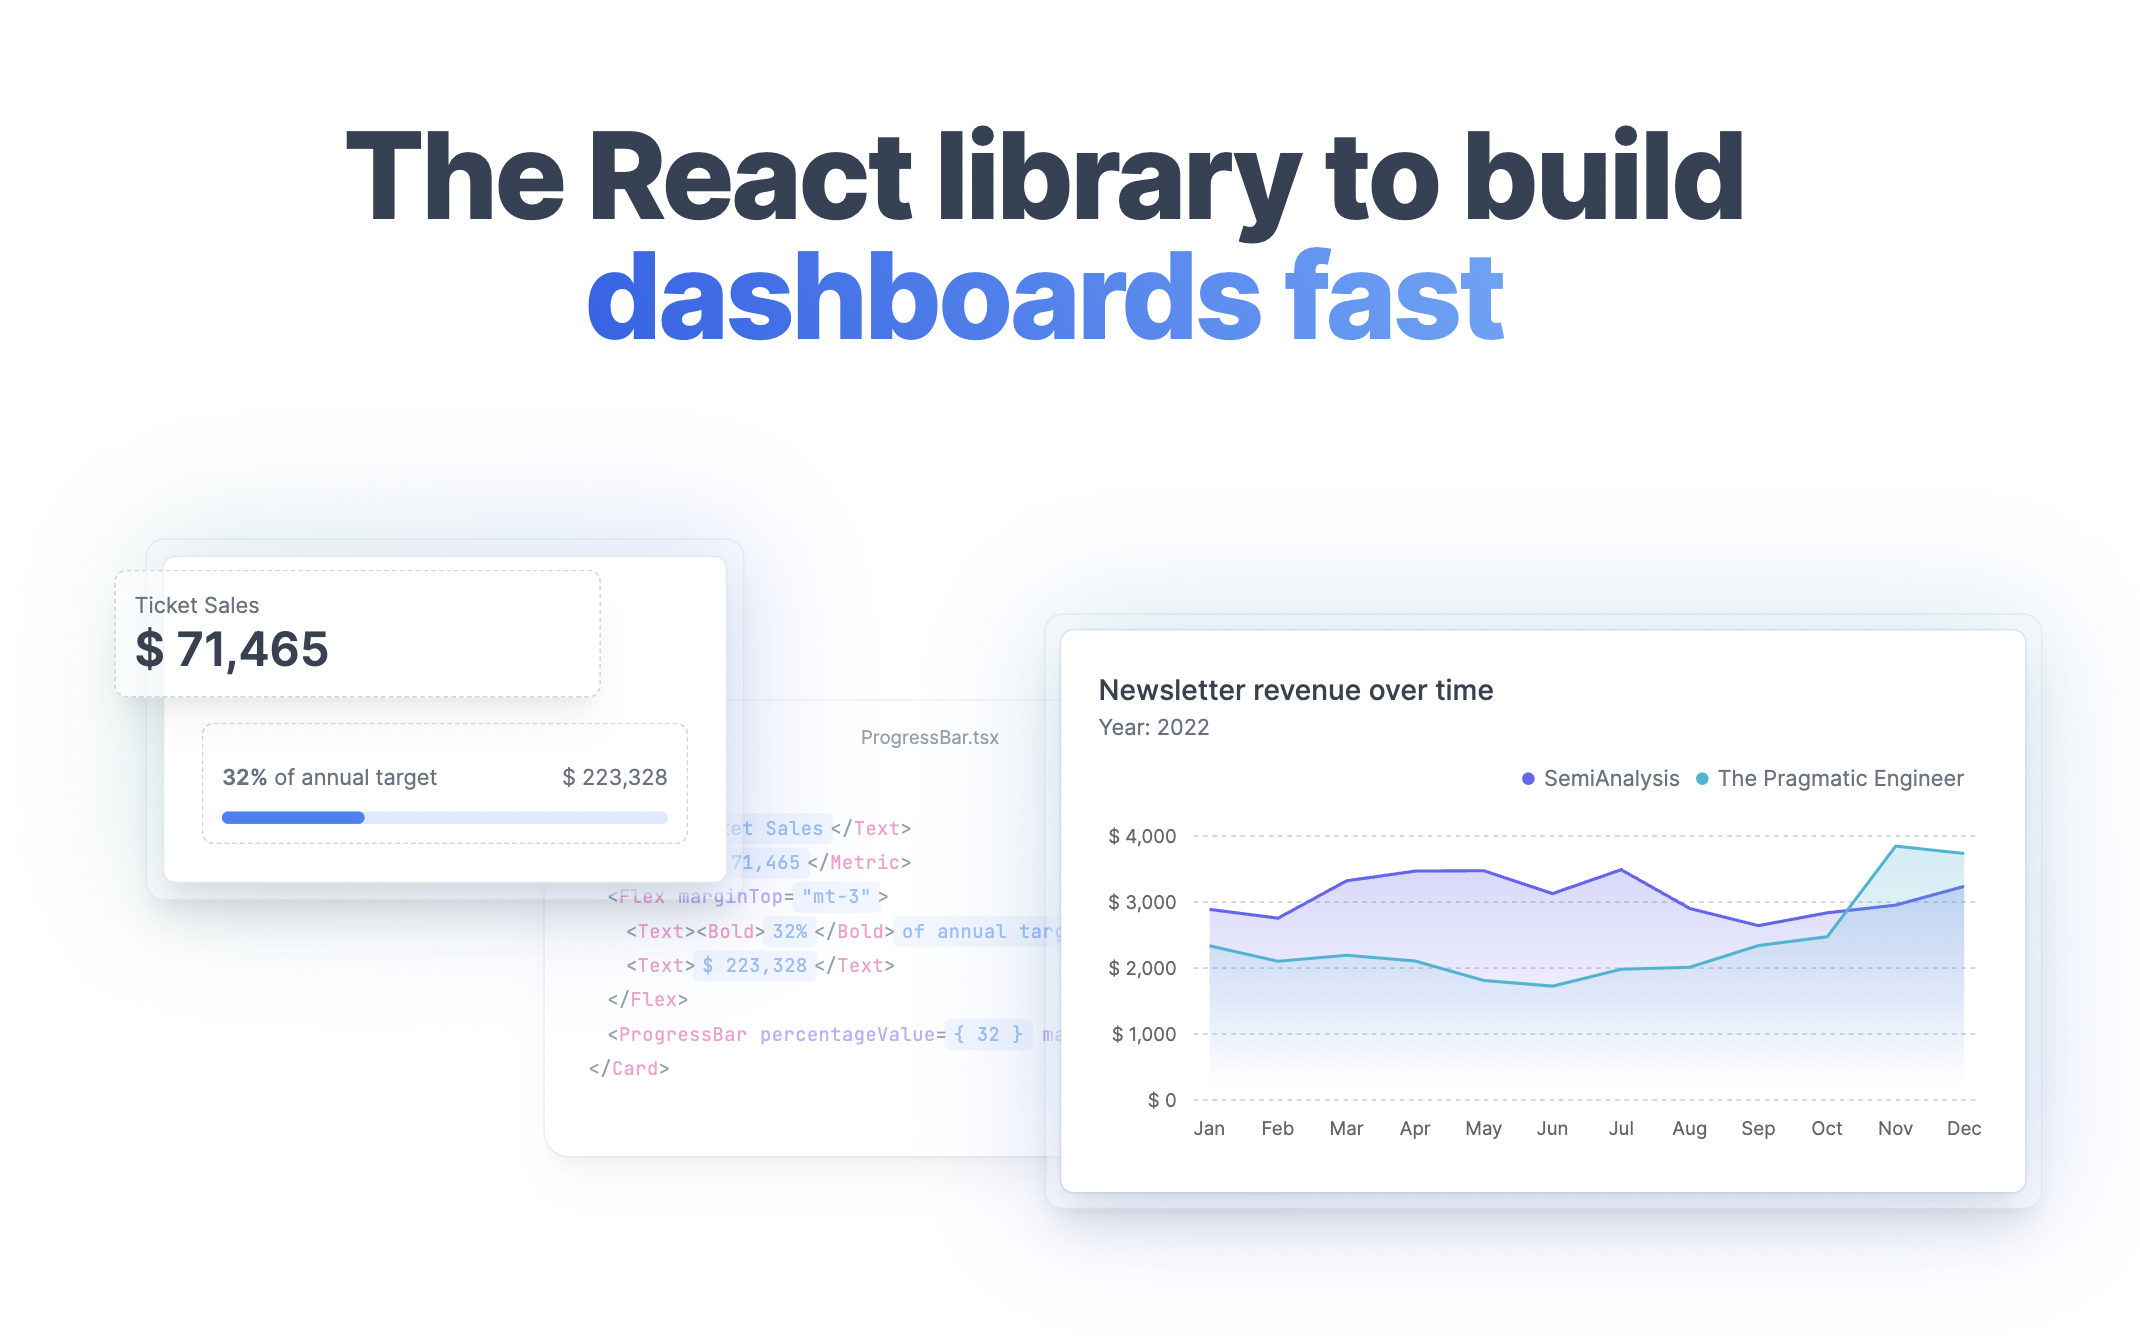 The React library to build
dashboards fast
Ticket Sales
$ 71,465
32% of annual target
$ 223,328
ProgressBar.tsx
Sales </Text>
71,465 </Metric>
<Flex marginTop= "mt-3" >
<Text><Bold> 32% </Bold> of annual targ
<Text> $ 223,328 </Text>
</Flex>
<ProgressBar percentageValue= { 32 } ma
</Card>
Newsletter revenue over time
Year: 2022
SemiAnalysis The Pragmatic Engineer
$ 4,000
$ 3,000
$ 2,000
$ 1,000
$ 0
Jan Feb Mar Apr May Jun Jul Aug Sep Oct Nov Dec